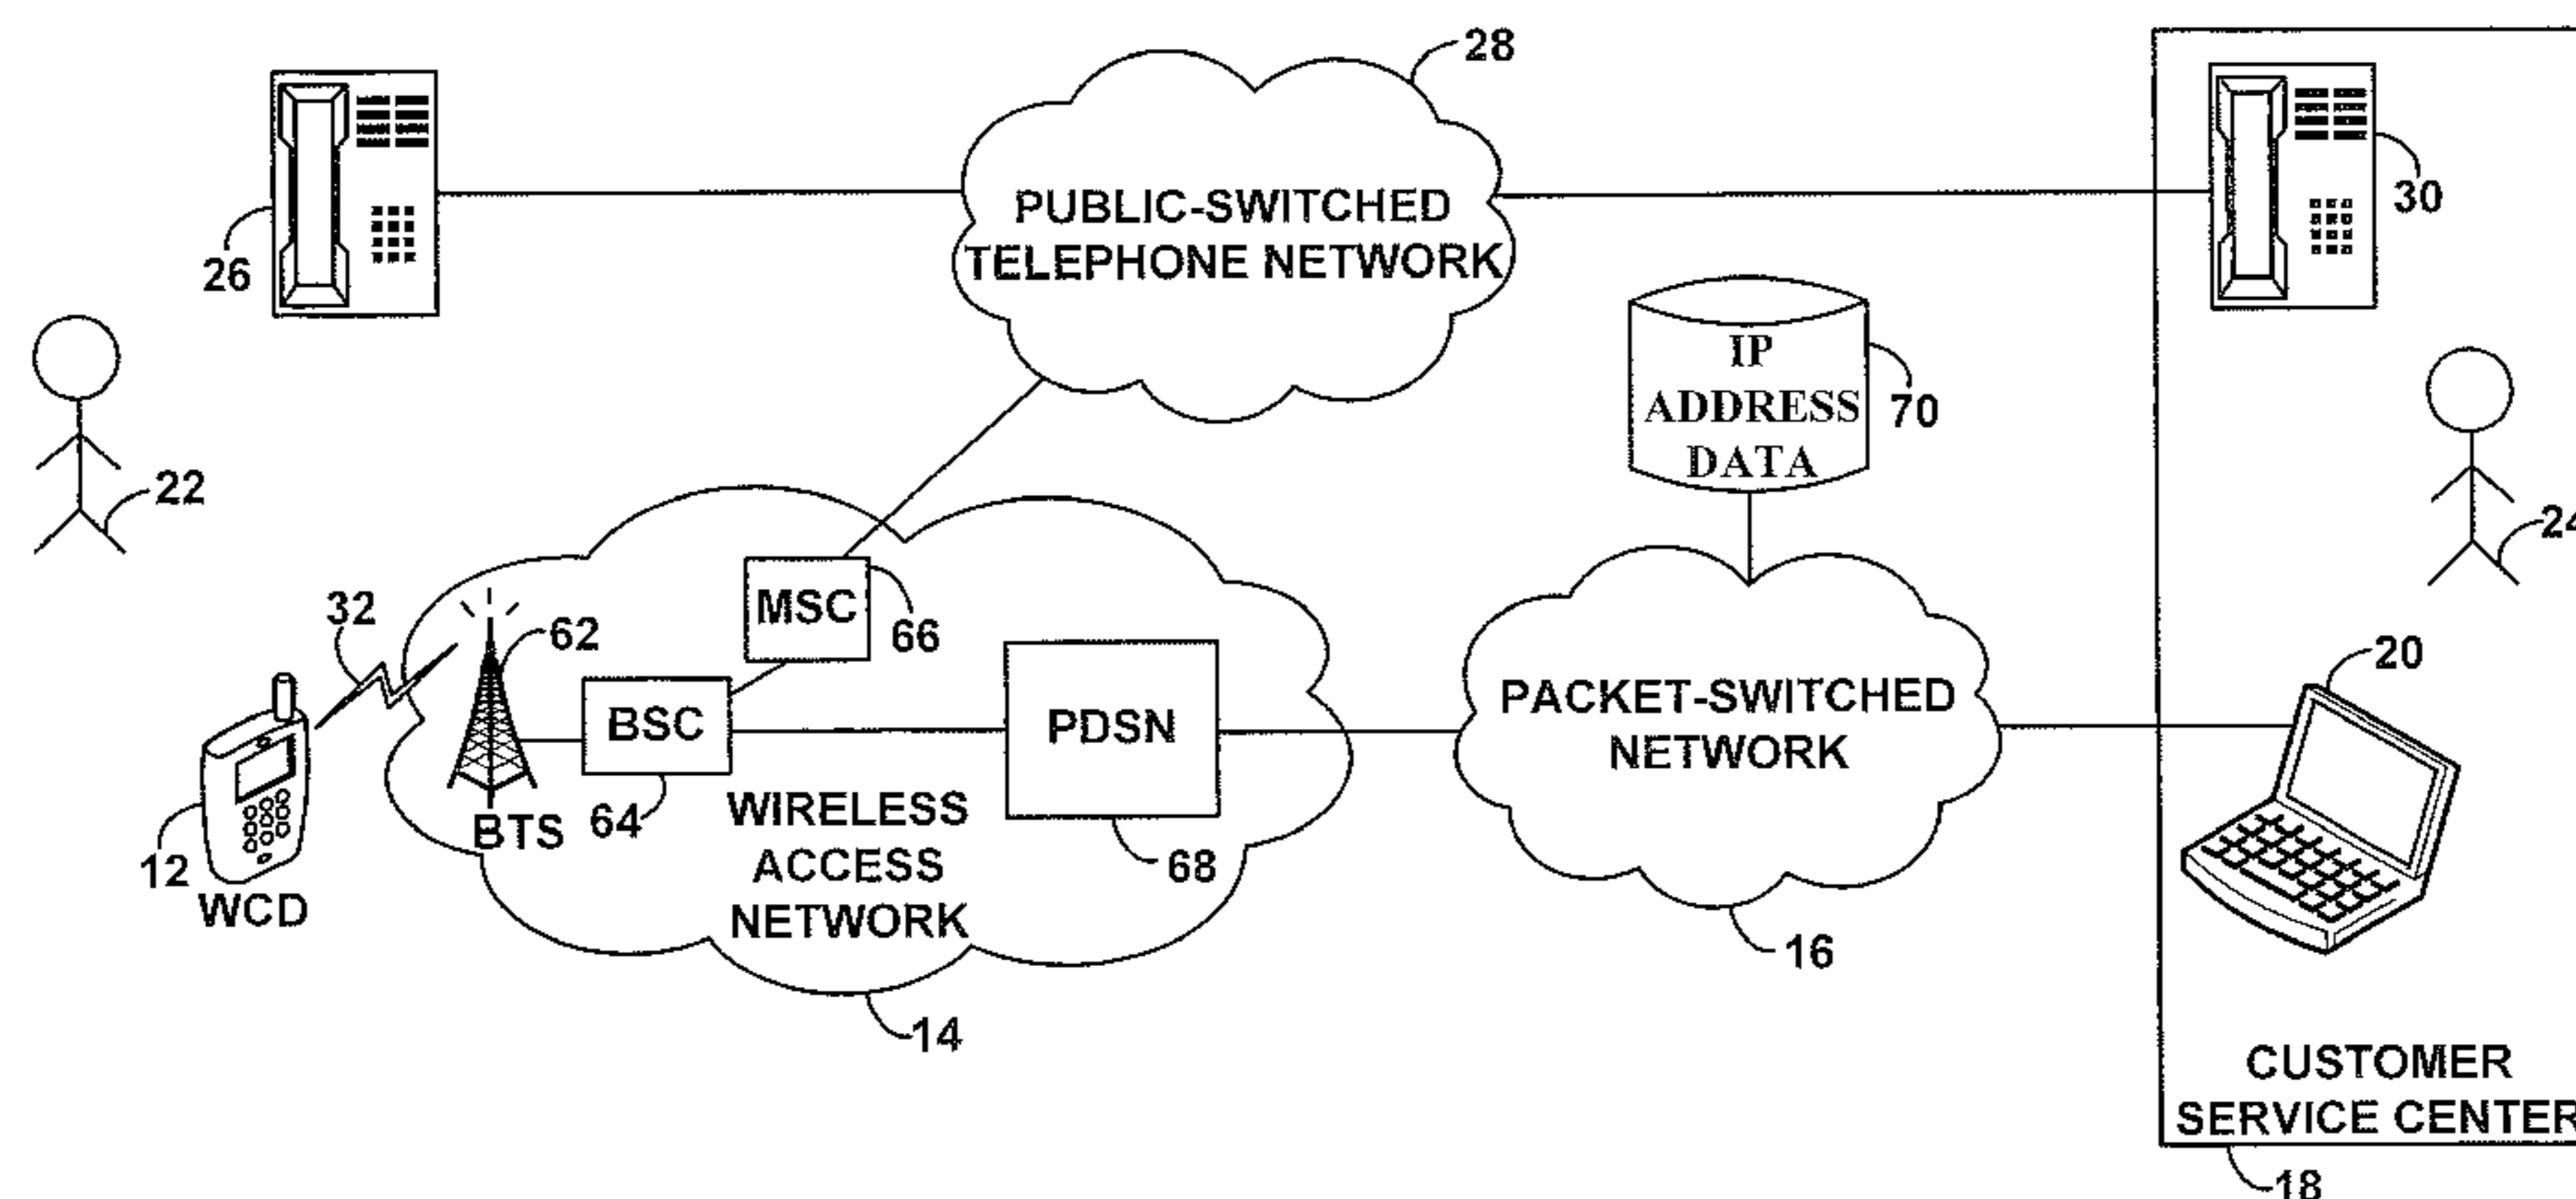 28
PUBLIC-SWITCHED
TELEPHONE NETWORK
26
30
IP
ADDRESS
DATA
70
22
24
MSC
66
32
62
BSC
64
BTS
PDSN
68
12
WCD
WIRELESS
ACCESS
NETWORK
14
PACKET-SWITCHED
NETWORK
16
20
CUSTOMER
SERVICE CENTER
18